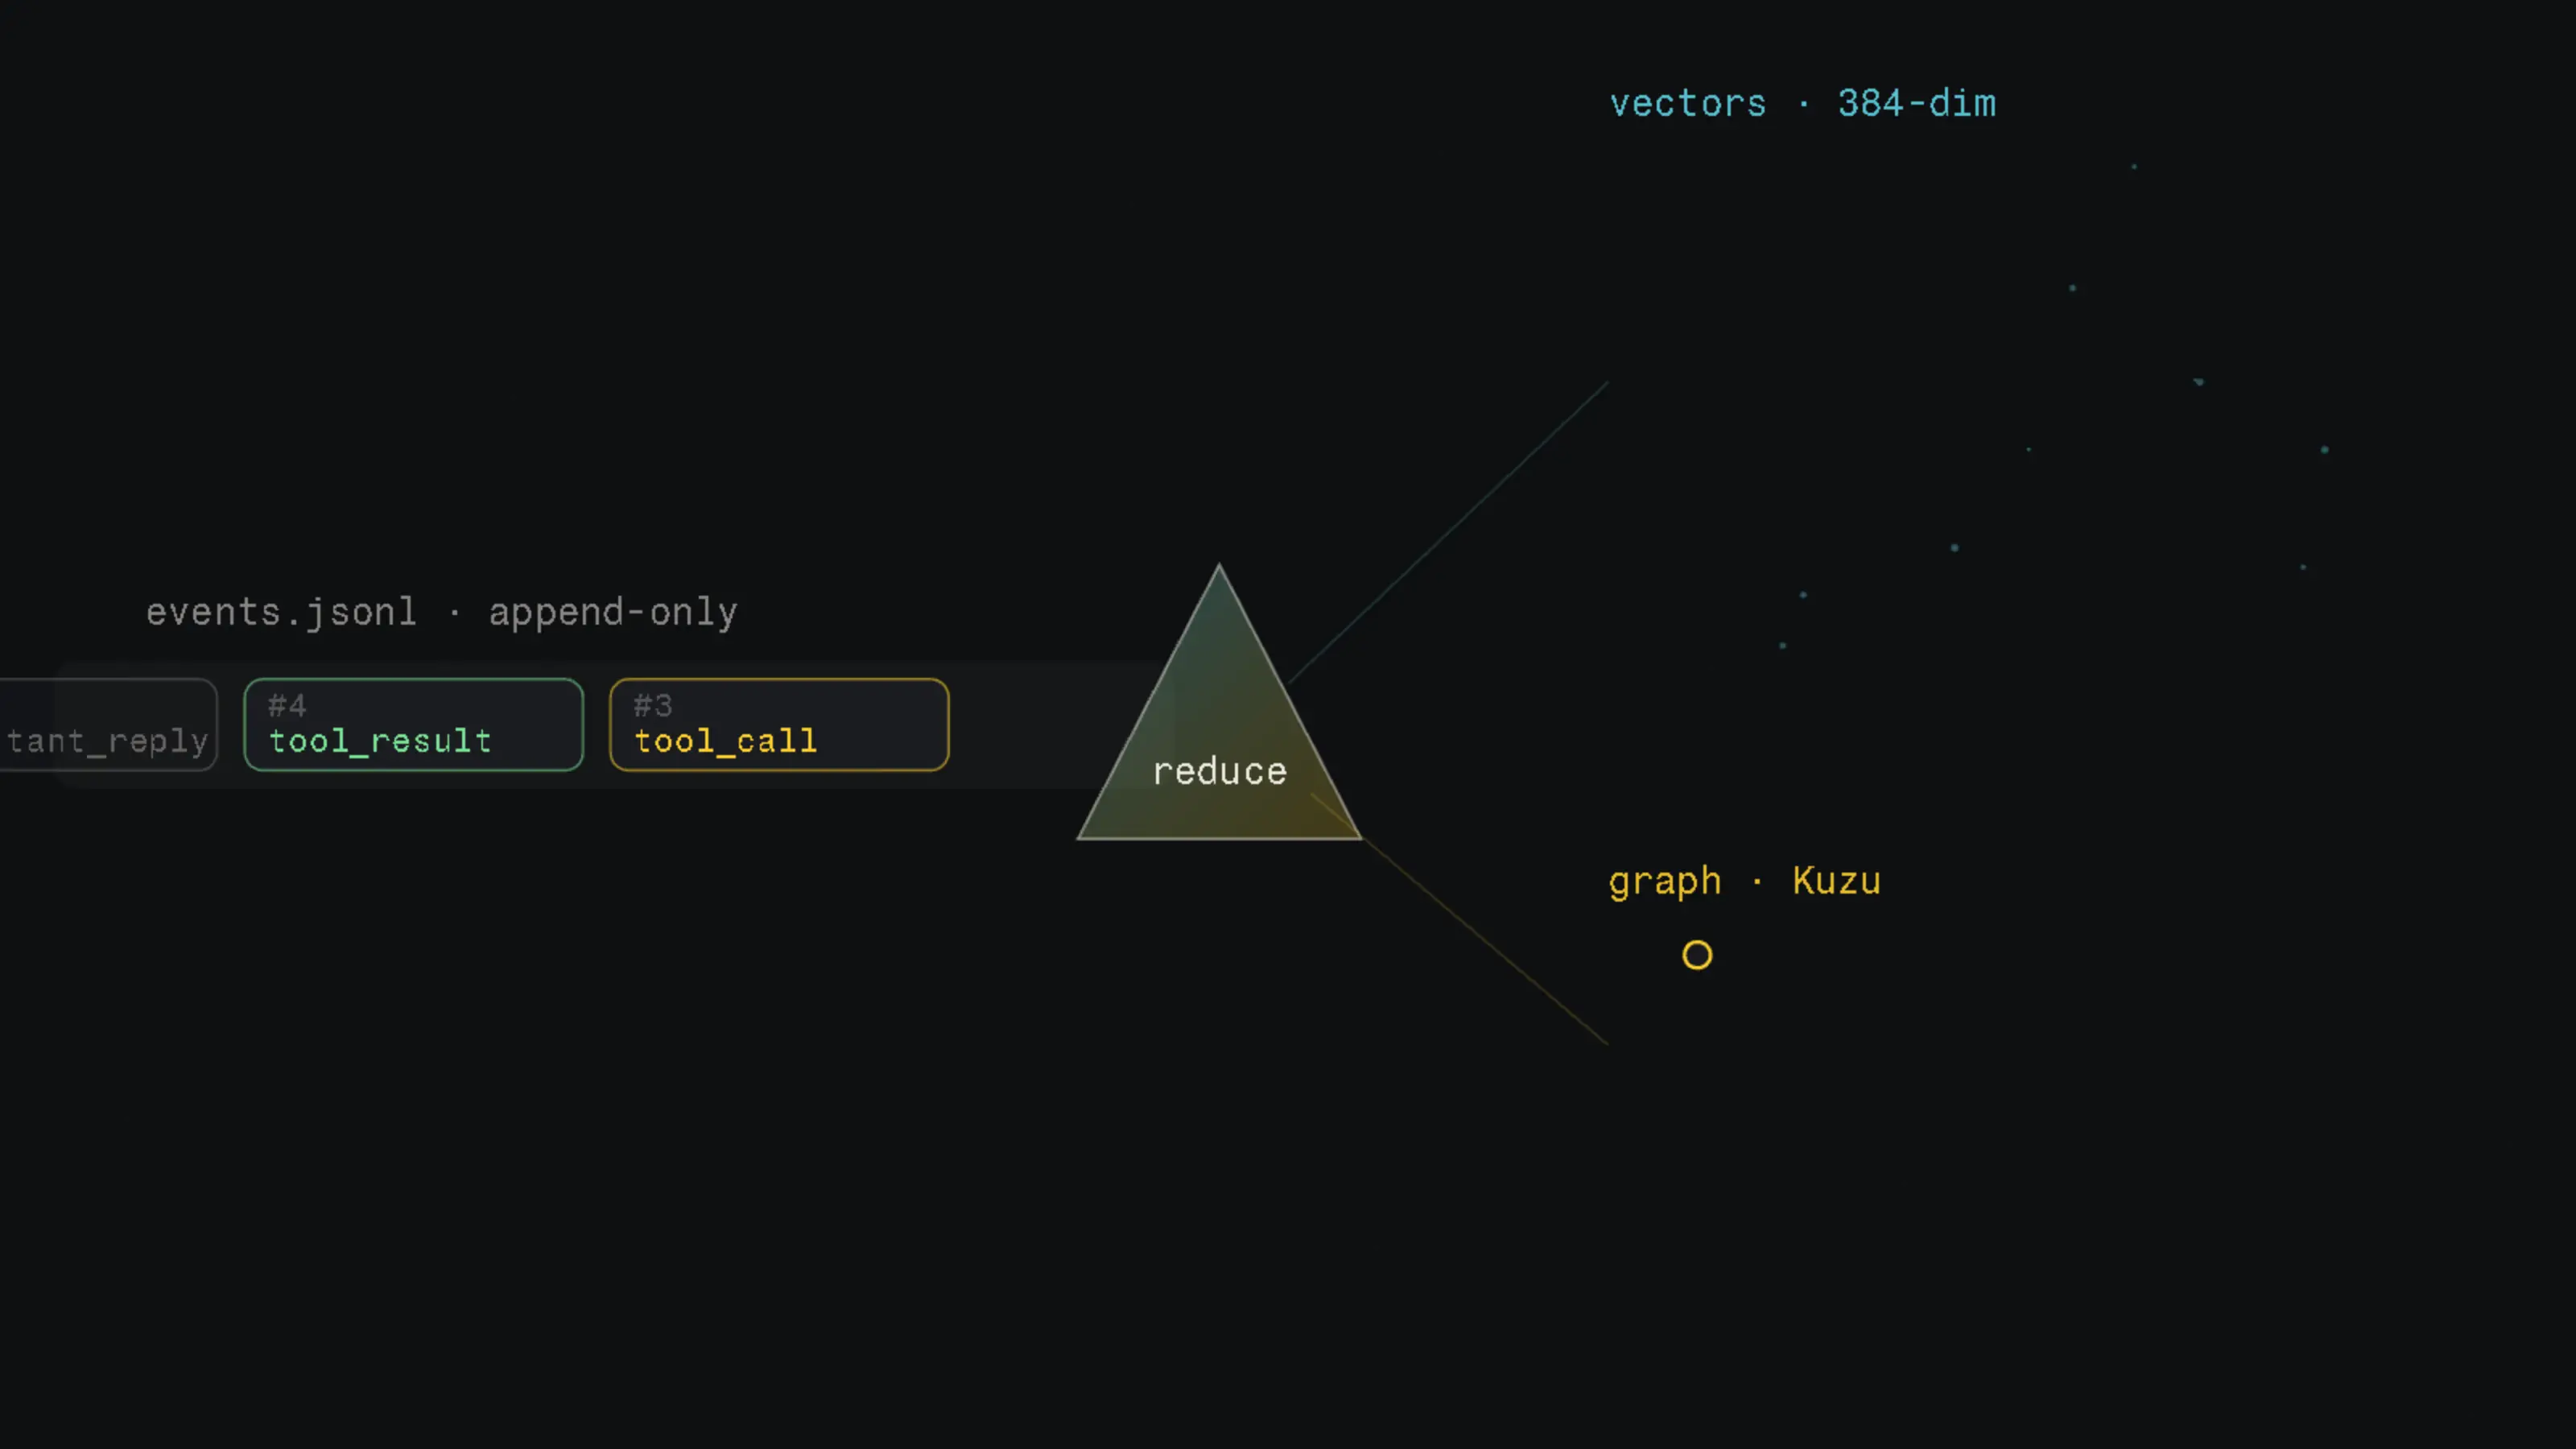 vectors · 384-dim
events.jsonl · append-only
tant_reply
#4
tool_result
#3
tool_call
reduce
graph · Kuzu